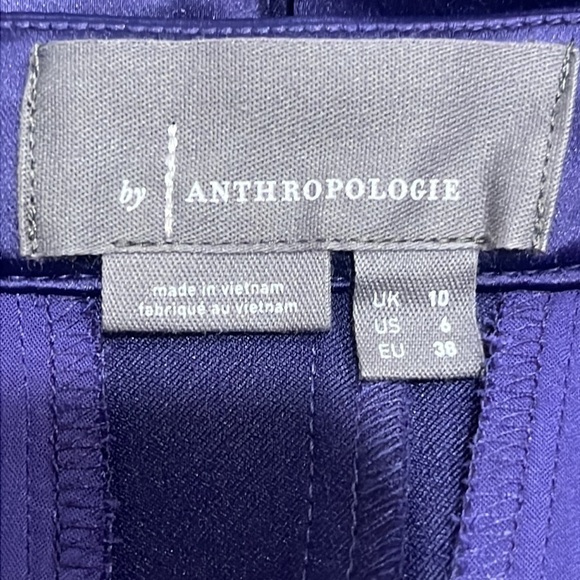 by ANTHROPOLOGIE
made in vietnam
fabriqué au vietnam
UK 10
US 6
EU 38